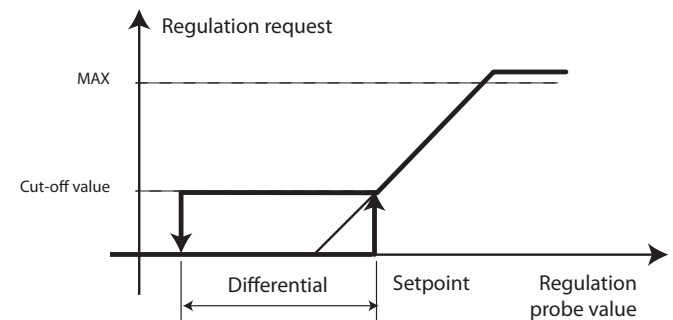 Regulation request
MAX
Cut-off value
Differential
Setpoint
Regulation
probe value